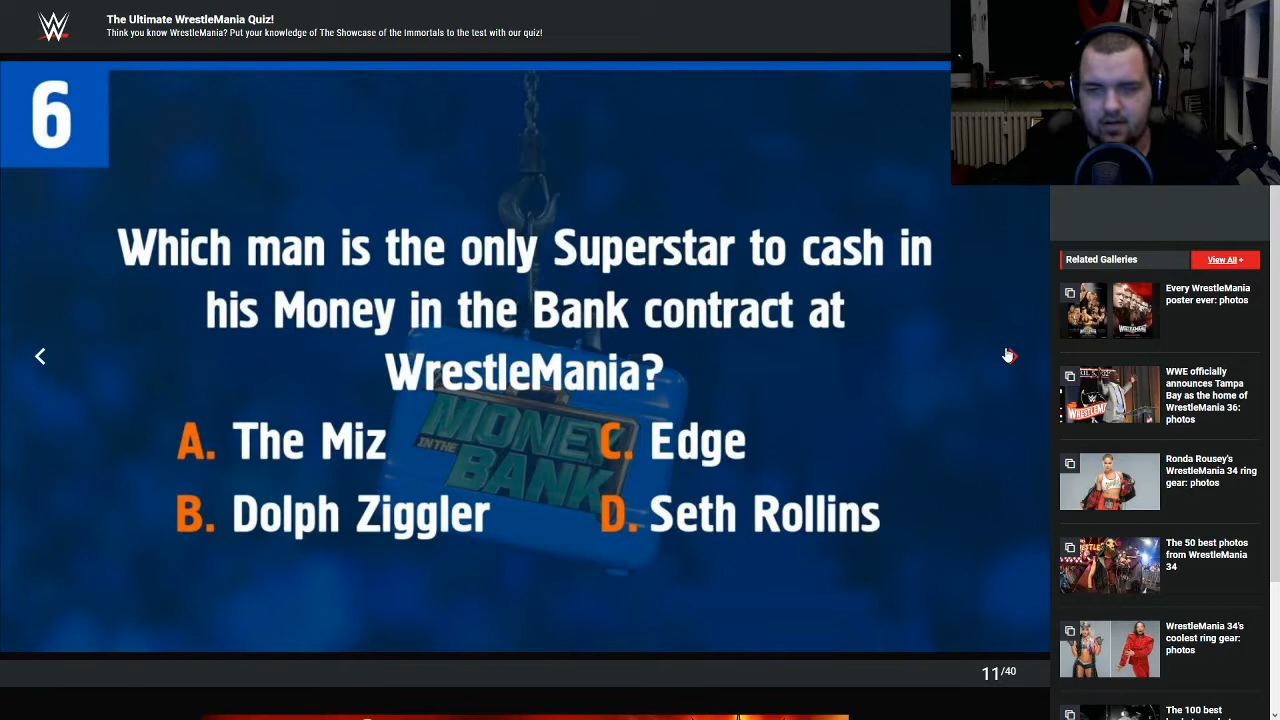 The Ultimate WrestleMania Quiz!
Think you know WrestleMania? Put your knowledge of The Showcase of the Immortals to the test with our quiz!
6
Which man is the only Superstar to cash in
his Money in the Bank contract at
WrestleMania?
A. The Miz
C. Edge
B. Dolph Ziggler
D. Seth Rollins
MONEY
IN THE
BANK
11/40
Related Galleries
View All +
Every WrestleMania
poster ever: photos
WWE officially
announces Tampa
Bay as the home of
WrestleMania 36:
photos
Ronda Rousey's
WrestleMania 34 ring
gear: photos
The 50 best photos
from WrestleMania
34
WrestleMania 34's
coolest ring gear:
photos
The 100 best